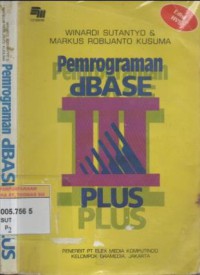 WINARDI SUTANTYO &
MARKUS ROBIJANTO KUSUMA
Pemrograman
dBASE
III
PLUS
PENERBIT PT ELEX MEDIA KOMPUTINDO
KELOMPOK GRAMEDIA, JAKARTA
Pemrograman dBASE
PLUS
005.756 5
SUT
P